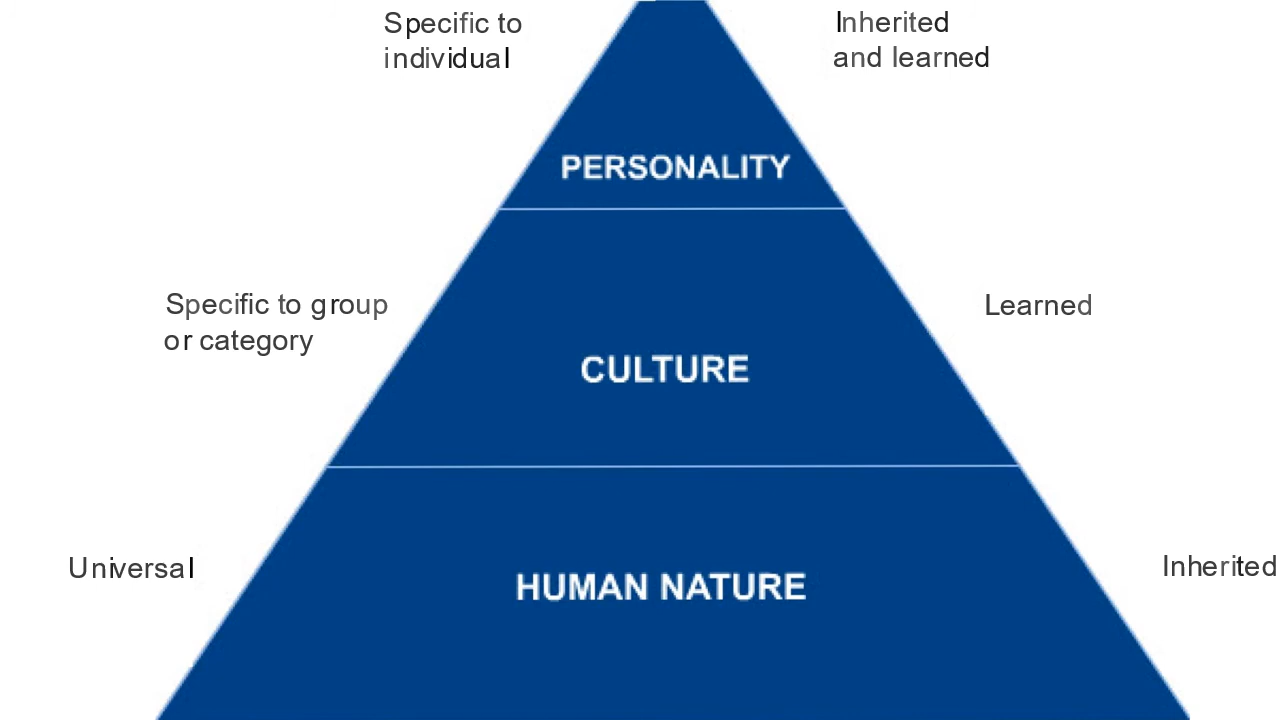 Specific to
individual
Inherited
and learned
PERSONALITY
Specific to group
or category
Learned
CULTURE
Universal
Inherited
HUMAN NATURE